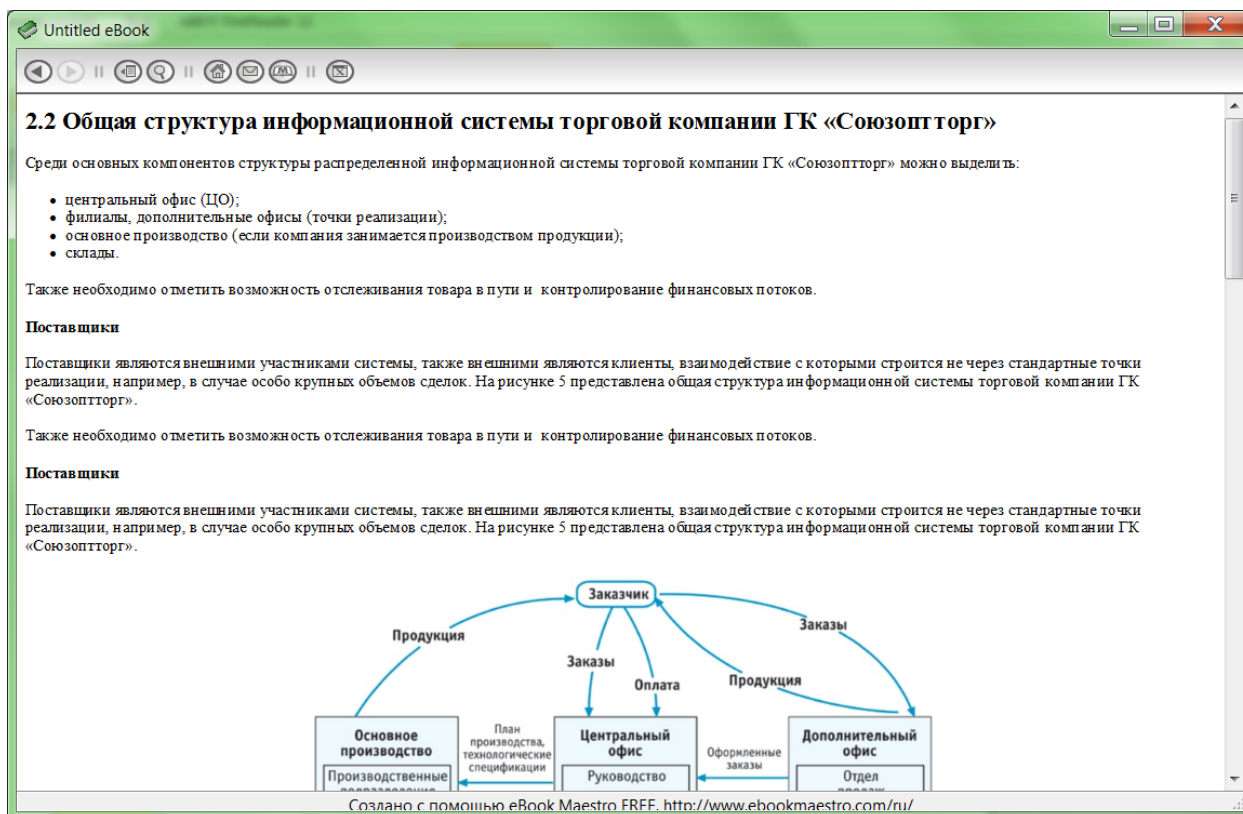 Untitled eBook
2.2 Общая структура информационной системы торговой компании ГК «Союзоптторг»
Среди основных компонентов структуры распределенной информационной системы торговой компании ГК «Союзоптторг» можно выделить:
• центральный офис (ЦО);
• филиалы, дополнительные офисы (точки реализации);
• основное производство (если компания занимается производством продукции);
• склады.
Также необходимо отметить возможность отслеживания товара в пути и контролирование финансовых потоков.
Поставщики
Поставщики являются внешними участниками системы, также внешними являются клиенты, взаимодействие с которыми строится не через стандартные точки
реализации, например, в случае особо крупных объемов сделок. На рисунке 5 представлена общая структура информационной системы торговой компании ГК
«Союзоптторг».
Также необходимо отметить возможность отслеживания товара в пути и контролирование финансовых потоков.
Поставщики
Поставщики являются внешними участниками системы, также внешними являются клиенты, взаимодействие с которыми строится не через стандартные точки
реализации, например, в случае особо крупных объемов сделок. На рисунке 5 представлена общая структура информационной системы торговой компании ГК
«Союзоптторг».
Заказчик
Продукция
Заказы
Оплата
Продукция
Заказы
Основное
производство
Производственные
План
производства,
технологические
спецификации
Центральный
офис
Руководство
Оформленные
заказы
Дополнительный
офис
Отдел
продаж
Создано с помощью eBook Maestro FREE. http://www.ebookmaestro.com/ru/